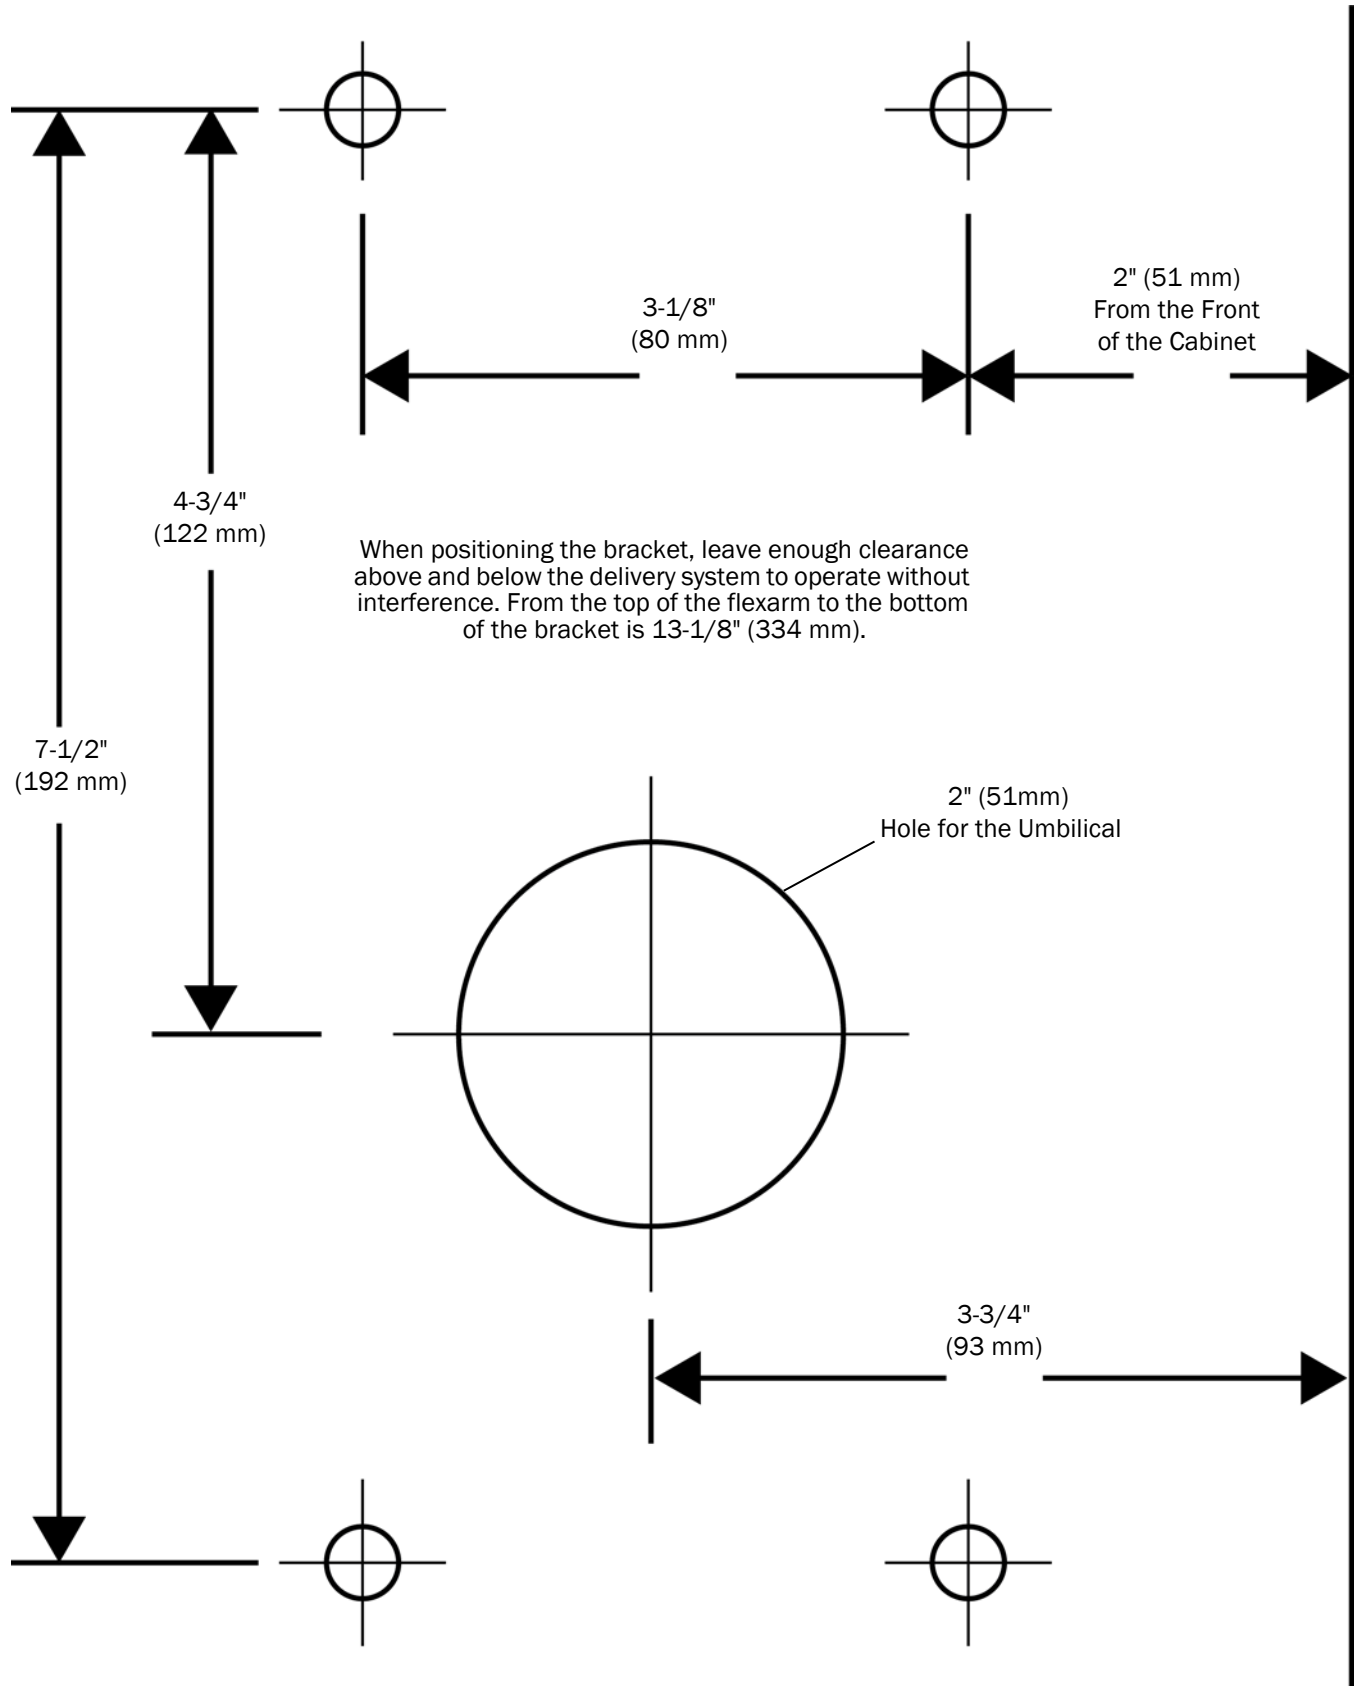 2" (51 mm)
From the Front
of the Cabinet
3-1/8"
(80 mm)
4-3/4"
(122 mm)
When positioning the bracket, leave enough clearance
above and below the delivery system to operate without
interference. From the top of the flexarm to the bottom
of the bracket is 13-1/8" (334 mm).
7-1/2"
(192 mm)
2" (51mm)
Hole for the Umbilical
3-3/4"
(93 mm)